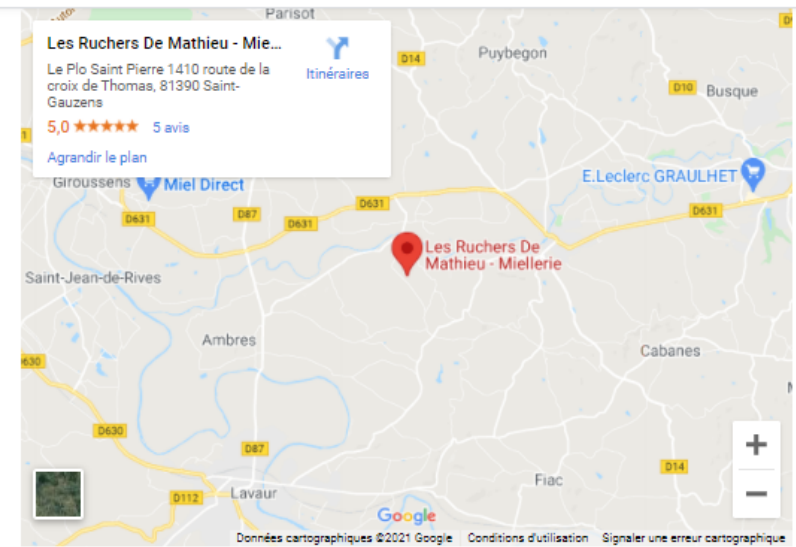 Parisot
Les Ruchers De Mathieu - Mie...
Itinéraires
Le Plo Saint Pierre 1410 route de la
croix de Thomas, 81390 Saint-
Gauzens
5,0 ★★★★★ 5 avis
Agrandir le plan
D14
Puybegon
D10
Busque
Giroussens
Miel Direct
E.Leclerc GRAULHET
D631
D87
D631
D631
D631
Les Ruchers De
Mathieu - Miellerie
Saint-Jean-de-Rives
Ambres
Cabanes
D630
D87
D14
Fiac
D112
Lavaur
Google
Données cartographiques ©2021 Google
Conditions d'utilisation
Signaler une erreur cartographique